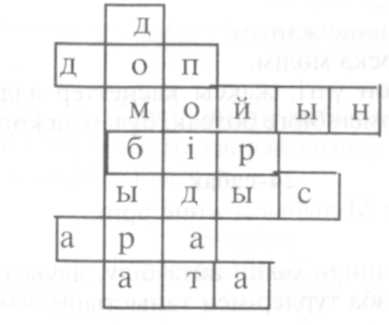 д
д о п
м о й ы н
б і р
ы д ы с
а р а
а т а